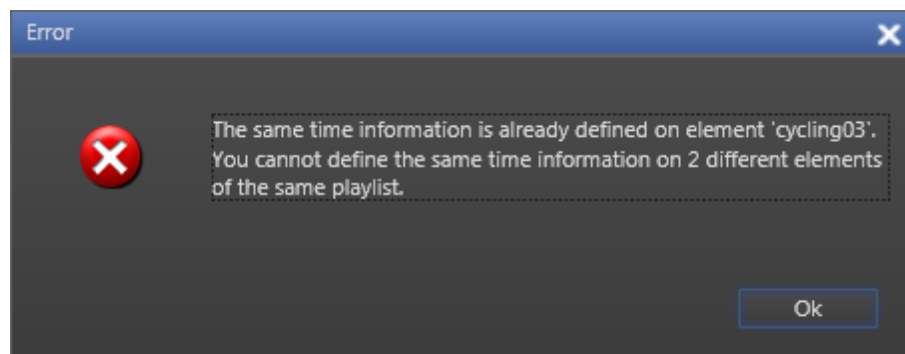 Error
The same time information is already defined on element 'cycling03'.
You cannot define the same time information on 2 different elements
of the same playlist.
Ok